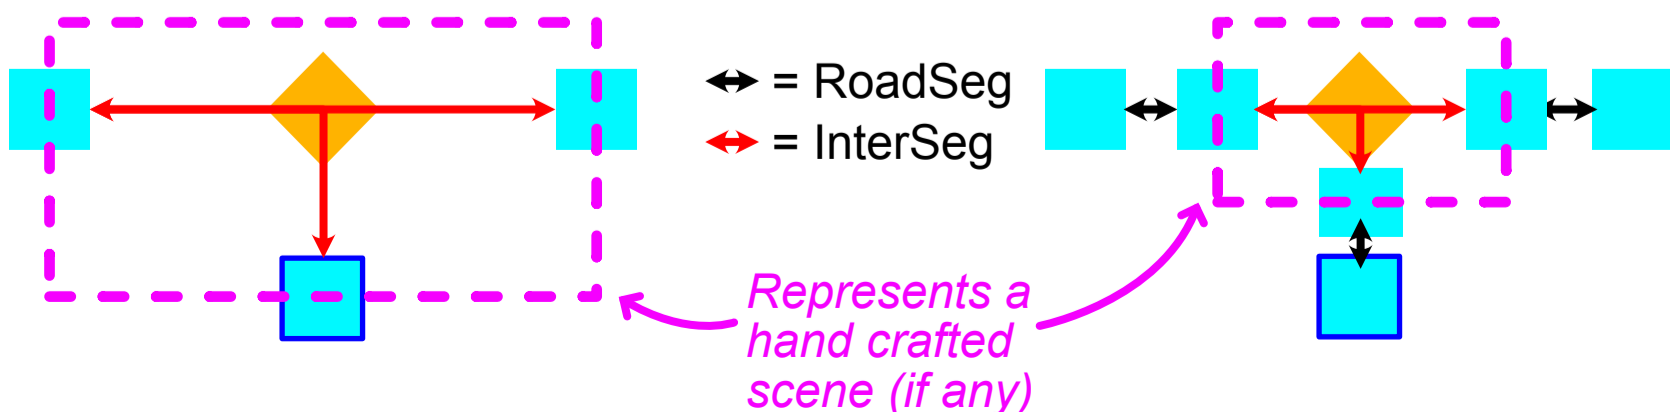 = RoadSeg
= InterSeg
Represents a
hand crafted
scene (if any)